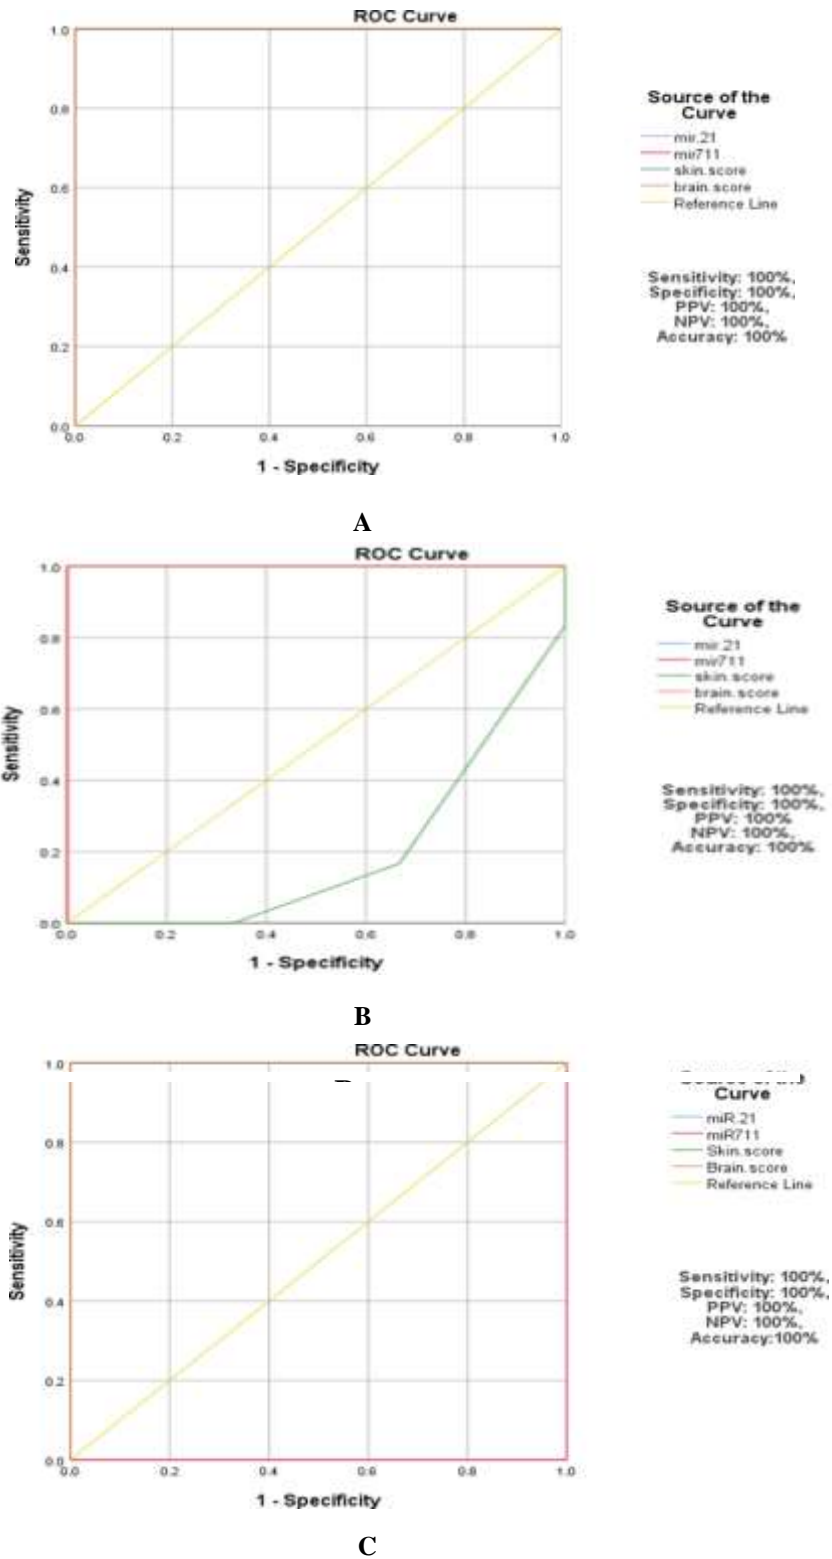 ROC Curve
1.0
0.8
0.6
0.4
0.2
0.0
Sensitivity
0.0 0.2 0.4 0.6 0.8 1.0
1 - Specificity
Source of the
Curve
mir.21
mir711
skin.score
brain.score
Reference Line
Sensitivity: 100%,
Specificity: 100%,
PPV: 100%,
NPV: 100%,
Accuracy: 100%
A
ROC Curve
1.0
0.8
0.6
0.4
0.2
0.0
Sensitivity
0.0 0.2 0.4 0.6 0.8 1.0
1 - Specificity
Source of the
Curve
mir.21
mir711
skin.score
brain.score
Reference Line
Sensitivity: 100%,
Specificity: 100%,
PPV: 100%
NPV: 100%,
Accuracy: 100%
B
ROC Curve
1.0
0.8
0.6
0.4
0.2
0.0
Sensitivity
0.0 0.2 0.4 0.6 0.8 1.0
1 - Specificity
Curve
miR.21
miR711
Skin.score
Brain.score
Reference Line
Sensitivity: 100%,
Specificity: 100%,
PPV: 100%,
NPV: 100%,
Accuracy:100%
C